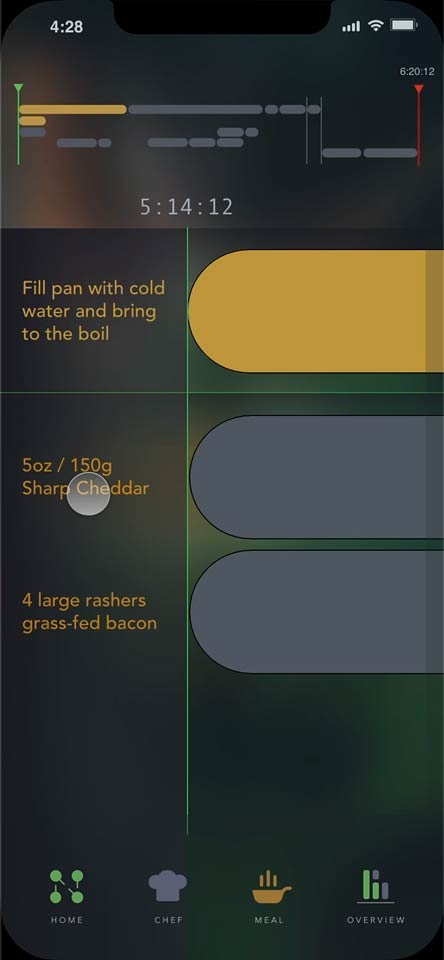 4:28
6:20:12
5:14:12
Fill pan with cold
water and bring
to the boil
5oz / 150g
Sharp Cheddar
4 large rashers
grass-fed bacon
HOME CHEF MEAL OVERVIEW